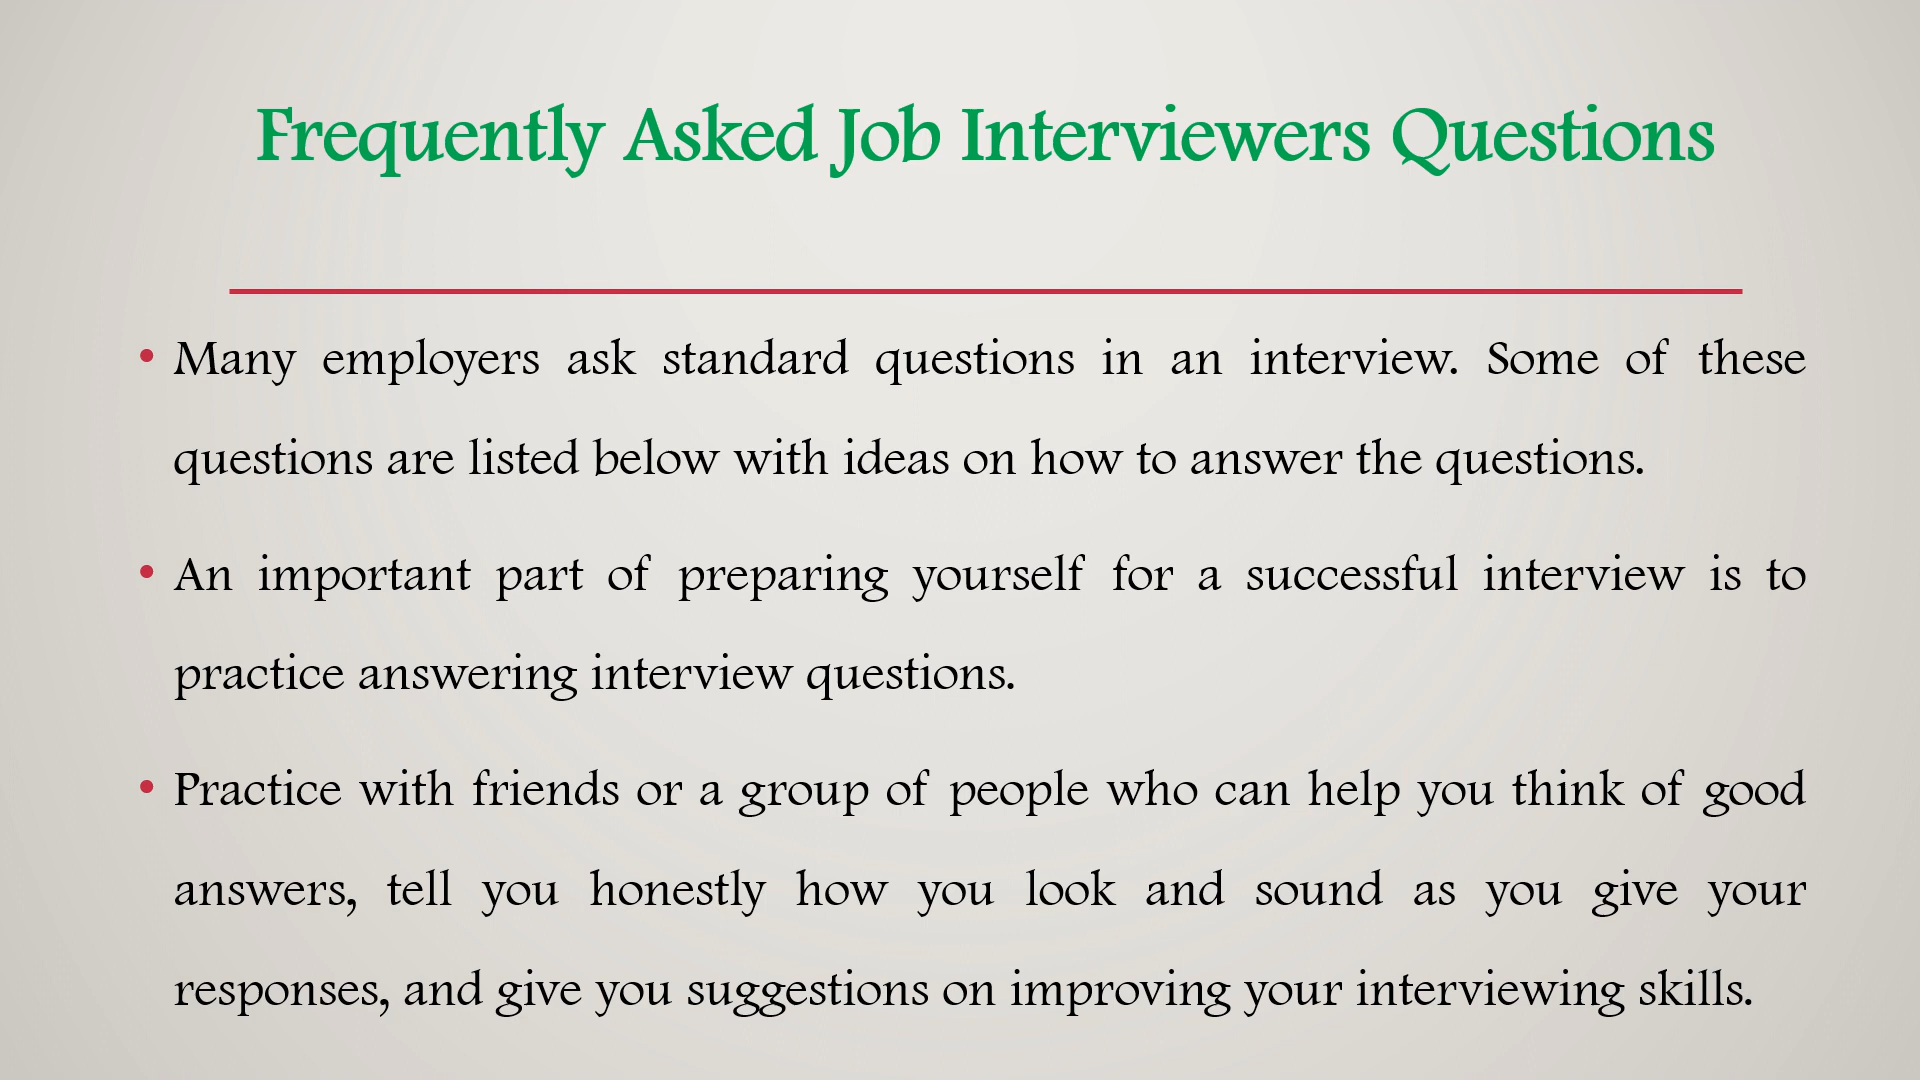 Frequently Asked Job Interviewers Questions
• Many employers ask standard questions in an interview. Some of these
questions are listed below with ideas on how to answer the questions.
• An important part of preparing yourself for a successful interview is to
practice answering interview questions.
• Practice with friends or a group of people who can help you think of good
answers, tell you honestly how you look and sound as you give your
responses, and give you suggestions on improving your interviewing skills.